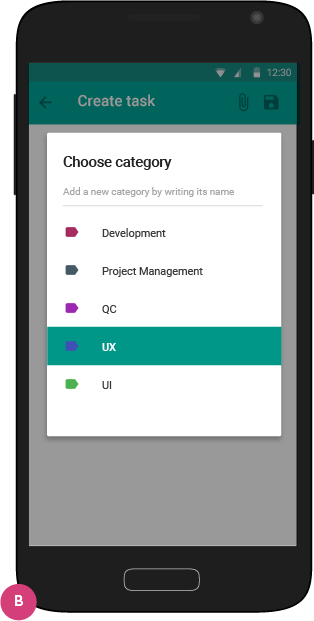 12:30
Create task
Choose category
Add a new category by writing its name
Development
Project Management
QC
UX
UI
B